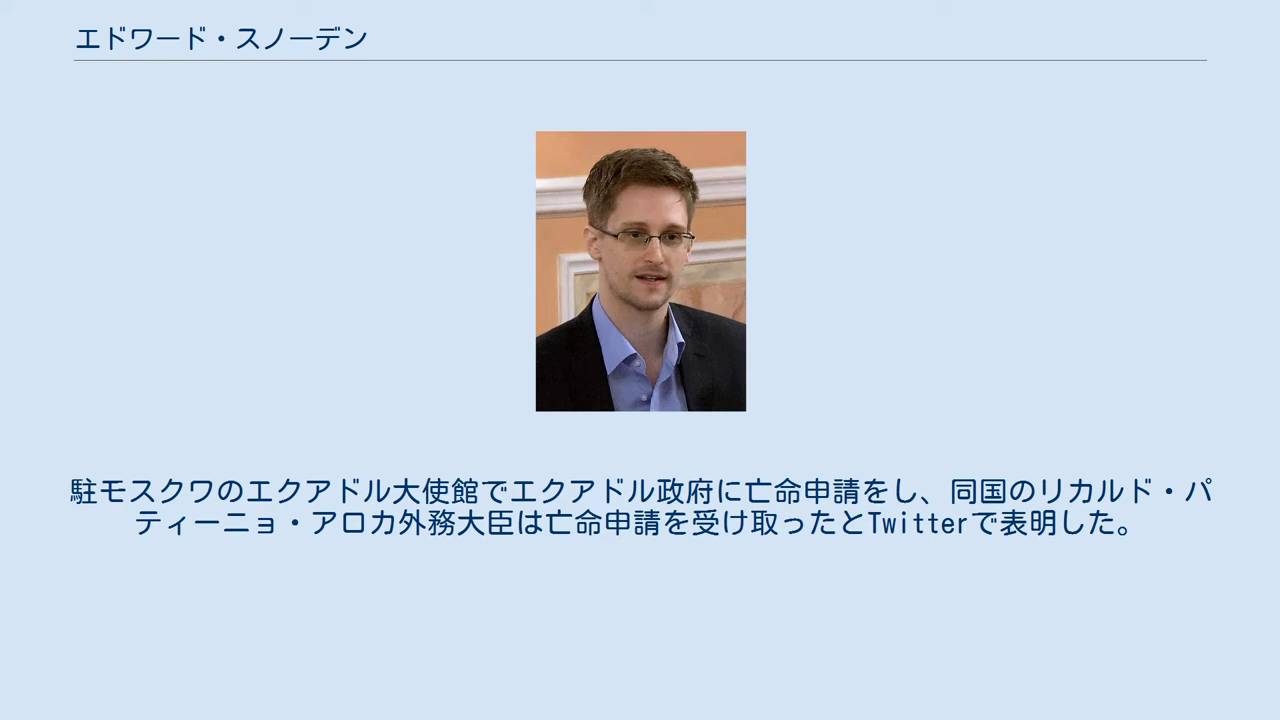 エドワード・スノーデン
駐モスクワのエクアドル大使館でエクアドル政府に亡命申請をし、同国のリカルド・パ
ティーニョ・アロカ外務大臣は亡命申請を受け取ったとTwitterで表明した。